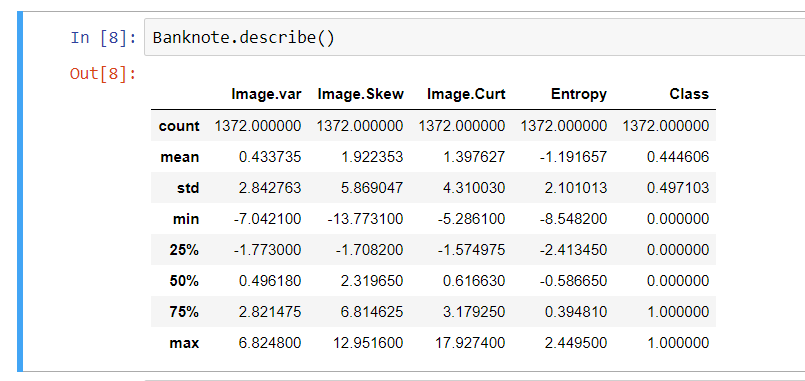 In [8]: Banknote.describe()
Out[8]:
Image.var Image.Skew Image.Curt Entropy Class
count 1372.000000 1372.000000 1372.000000 1372.000000 1372.000000
mean 0.433735 1.922353 1.397627 -1.191657 0.444606
std 2.842763 5.869047 4.310030 2.101013 0.497103
min -7.042100 -13.773100 -5.286100 -8.548200 0.000000
25% -1.773000 -1.708200 -1.574975 -2.413450 0.000000
50% 0.496180 2.319650 0.616630 -0.586650 0.000000
75% 2.821475 6.814625 3.179250 0.394810 1.000000
max 6.824800 12.951600 17.927400 2.449500 1.000000